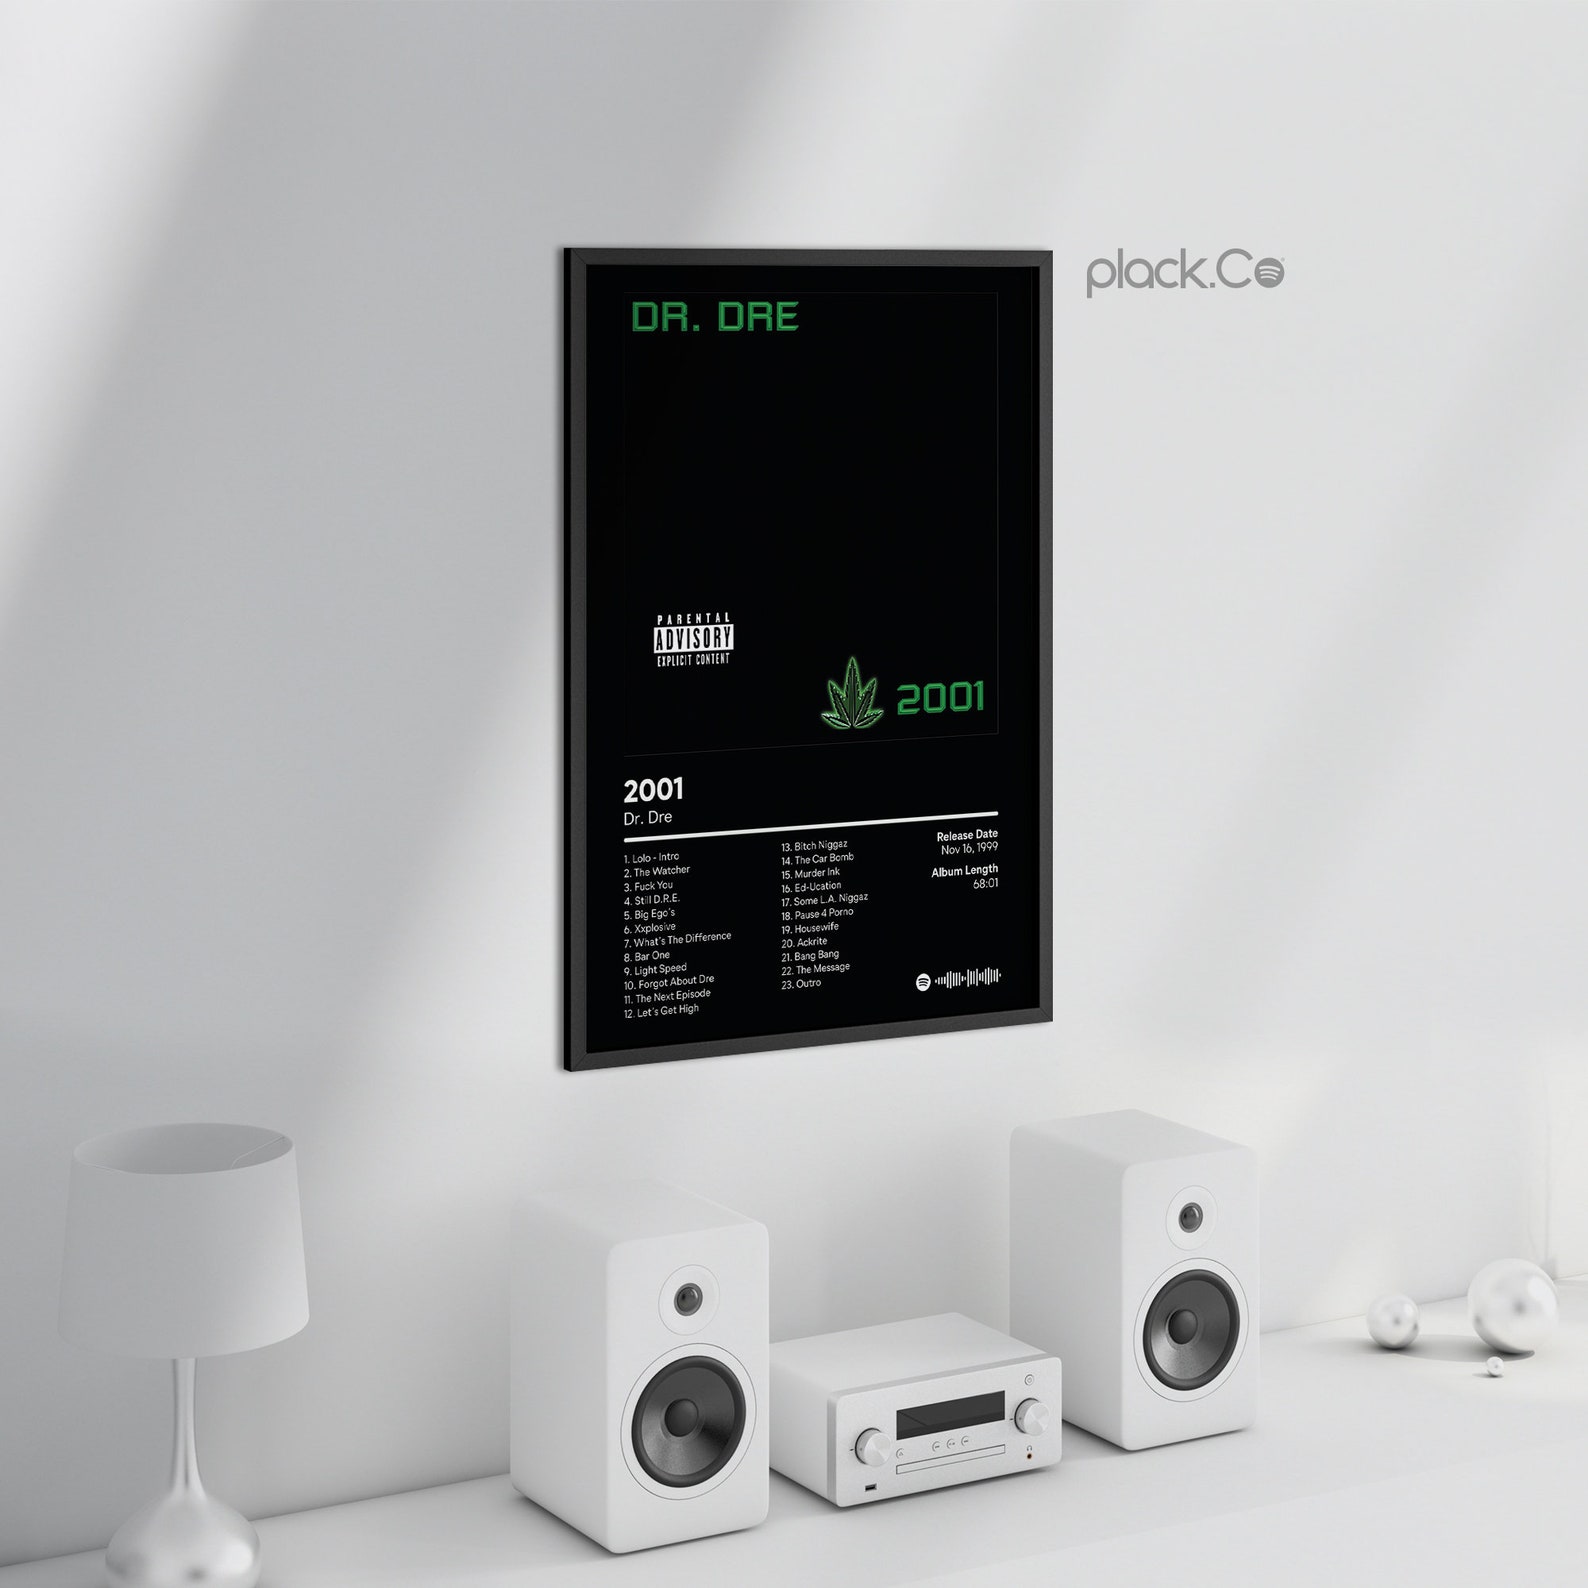 plack.Co
DR. DRE
PARENTAL
ADVISORY
EXPLICIT CONTENT
2001
2001
Dr. Dre
1. Lolo - Intro
2. The Watcher
3. Fuck You
4. Still D.R.E.
5. Big Ego's
6. Xxplosive
7. What's The Difference
8. Bar One
9. Light Speed
10. Forgot About Dre
11. The Next Episode
12. Let's Get High
13. Bitch Niggaz
14. The Car Bomb
15. Murder Ink
16. Ed-Ucation
17. Some L.A. Niggaz
18. Pause 4 Porno
19. Housewife
20. Ackrite
21. Bang Bang
22. The Message
23. Outro
Release Date
Nov 16, 1999
Album Length
68:01